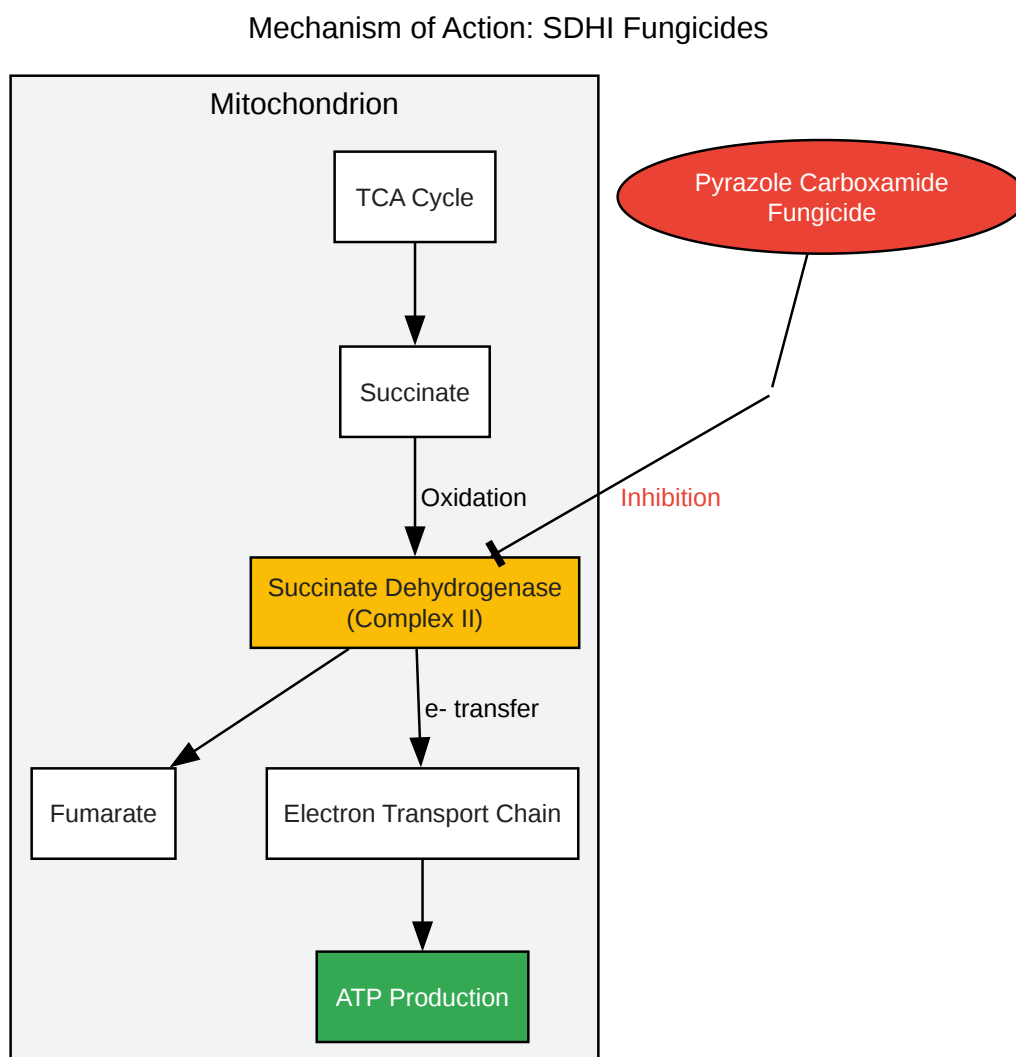 Mechanism of Action: SDHI Fungicides
Mitochondrion
TCA Cycle
Pyrazole Carboxamide
Fungicide
Succinate
Oxidation
Inhibition
Succinate Dehydrogenase
(Complex II)
e- transfer
Fumarate
Electron Transport Chain
ATP Production